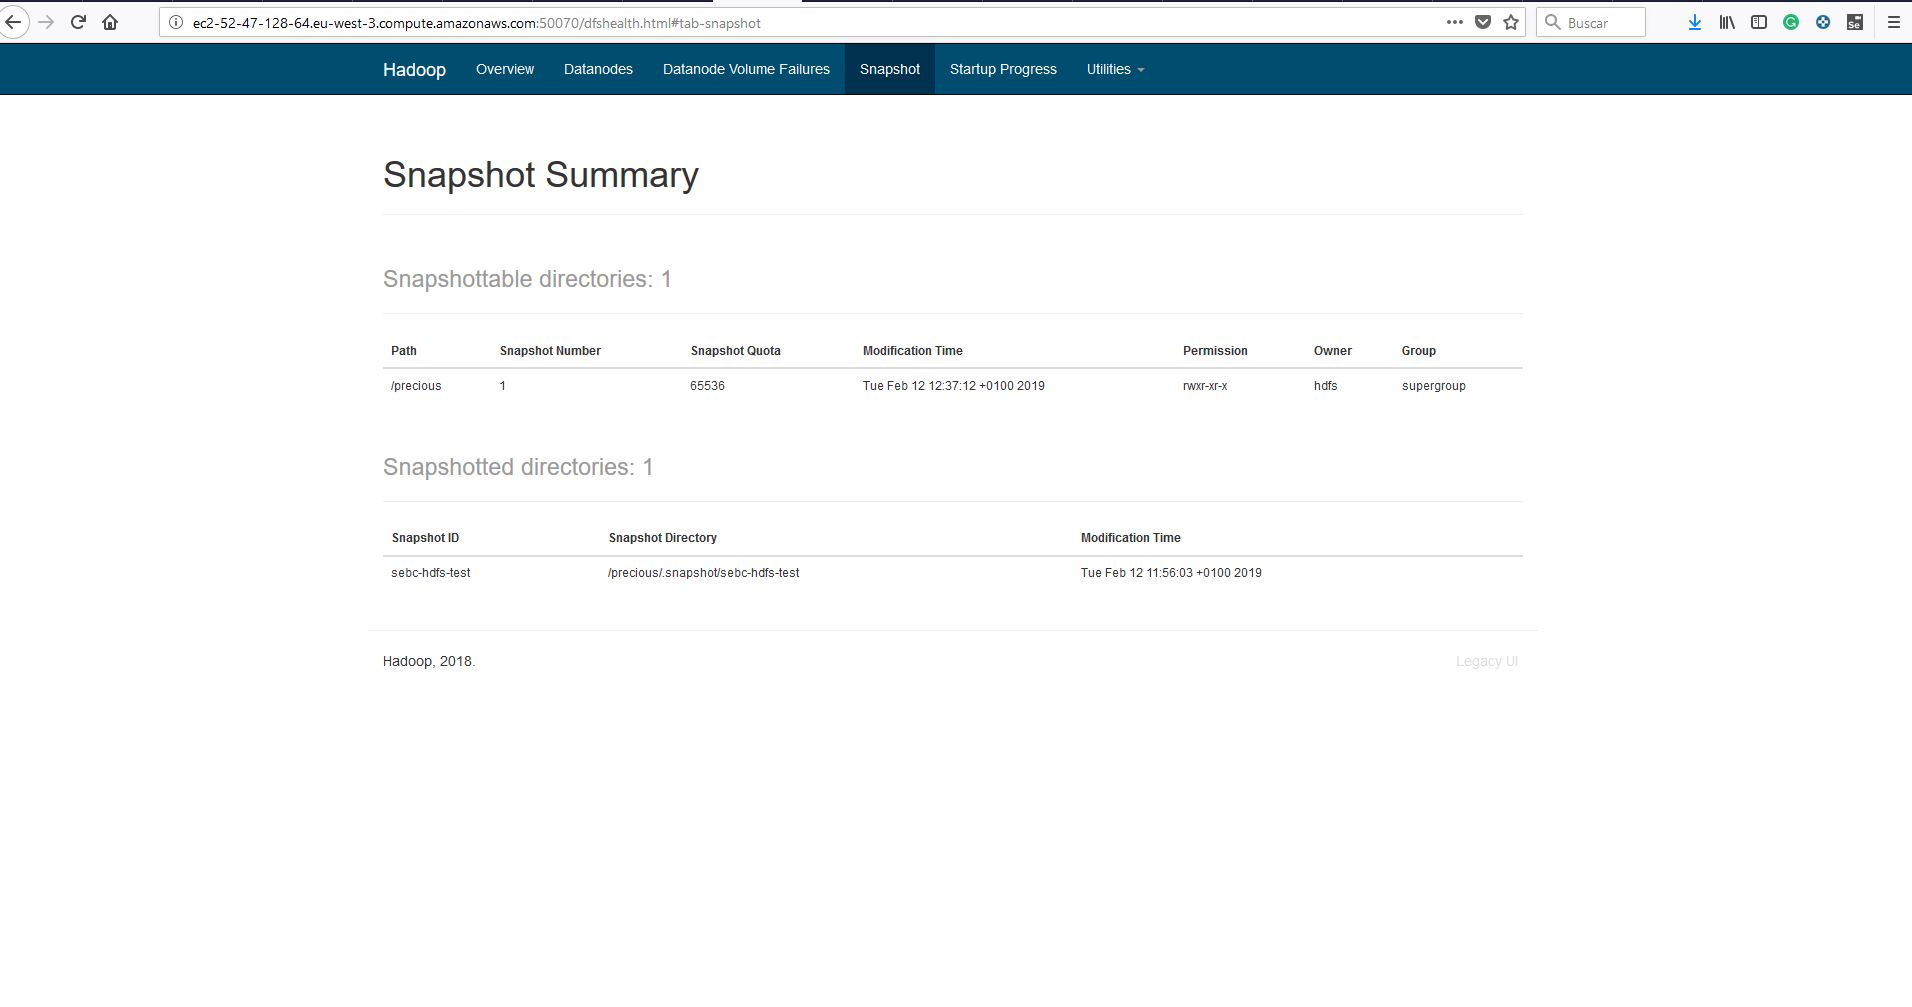 ec2-52-47-128-64.eu-west-3.compute.amazonaws.com:50070/dfshealth.html#tab-snapshot Buscar
Hadoop Overview Datanodes Datanode Volume Failures Snapshot Startup Progress Utilities
Snapshot Summary
Snapshottable directories: 1
Path Snapshot Number Snapshot Quota Modification Time Permission Owner Group
/precious 1 65536 Tue Feb 12 12:37:12 +0100 2019 rwxr-xr-x hdfs supergroup
Snapshotted directories: 1
Snapshot ID Snapshot Directory Modification Time
sebc-hdfs-test /precious/.snapshot/sebc-hdfs-test Tue Feb 12 11:56:03 +0100 2019
Hadoop, 2018. Legacy UI